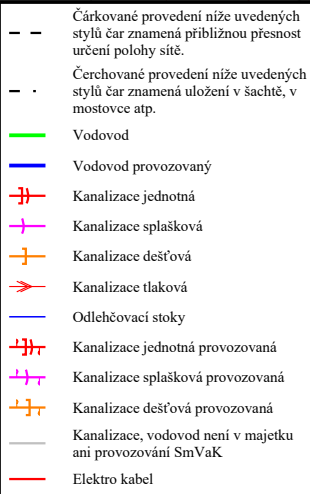 Čárkované provedení níže uvedených
stylů čar znamená přibližnou přesnost
určení polohy sítě.
Čerchované provedení níže uvedených
stylů čar znamená uložení v šachtě, v
mostovce atp.
Vodovod
Vodovod provozovaný
Kanalizace jednotná
Kanalizace splašková
Kanalizace dešťová
Kanalizace tlaková
Odlehčovací stoky
Kanalizace jednotná provozovaná
Kanalizace splašková provozovaná
Kanalizace dešťová provozovaná
Kanalizace, vodovod není v majetku
ani provozování SmVaK
Elektro kabel